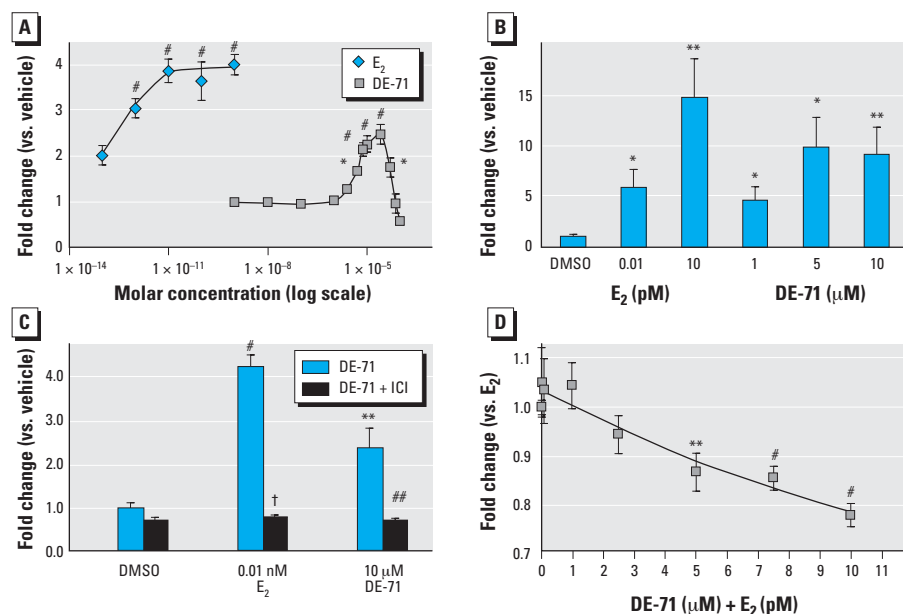 A
Fold change (vs. vehicle)
4
3
2
1
0
#
#
#
#
#
#
#
*
*
E2
DE-71
1 × 10−14
1 × 10−11
1 × 10−8
1 × 10−5
Molar concentration (log scale)
B
Fold change (vs. vehicle)
15
10
5
0
*
**
*
*
**
DMSO
0.01
10
1
5
10
E2 (pM)
DE-71 (μM)
C
Fold change (vs. vehicle)
4.0
3.0
2.0
1.0
0.0
#
†
**
##
DE-71
DE-71 + ICI
DMSO
0.01 nM
E2
10 μM
DE-71
D
Fold change (vs. E2)
1.1
1.0
0.9
0.8
0.7
**
#
#
0 1 2 3 4 5 6 7 8 9 10 11
DE-71 (μM) + E2 (pM)